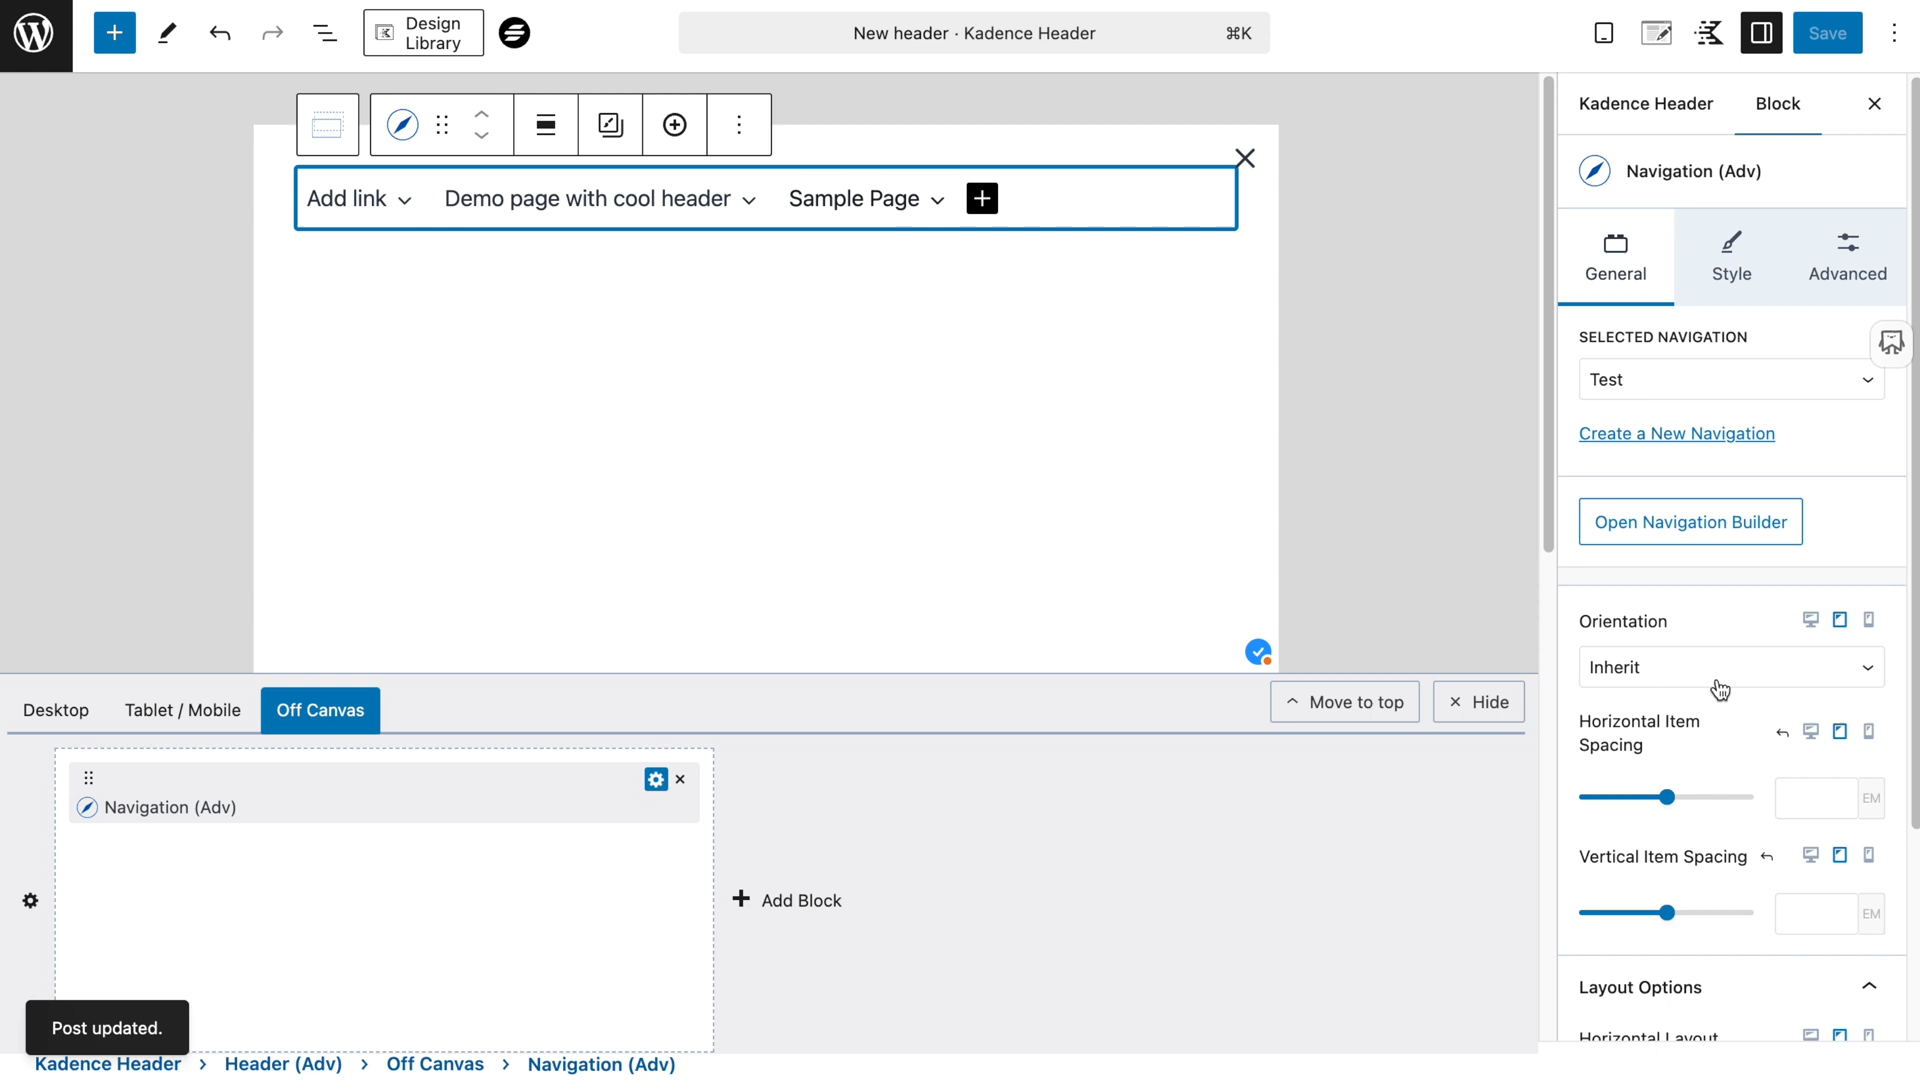 Design
Library
New header · Kadence Header
⌘K
Save
Kadence Header
Block
Navigation (Adv)
General
Style
Advanced
Add link
Demo page with cool header
Sample Page
SELECTED NAVIGATION
Test
Create a New Navigation
Open Navigation Builder
Orientation
Inherit
Horizontal Item
Spacing
EM
Vertical Item Spacing
EM
Layout Options
Horizontal Layout
Desktop
Tablet / Mobile
Off Canvas
Move to top
Hide
Navigation (Adv)
Add Block
Post updated.
Kadence Header > Header (Adv) > Off Canvas > Navigation (Adv)